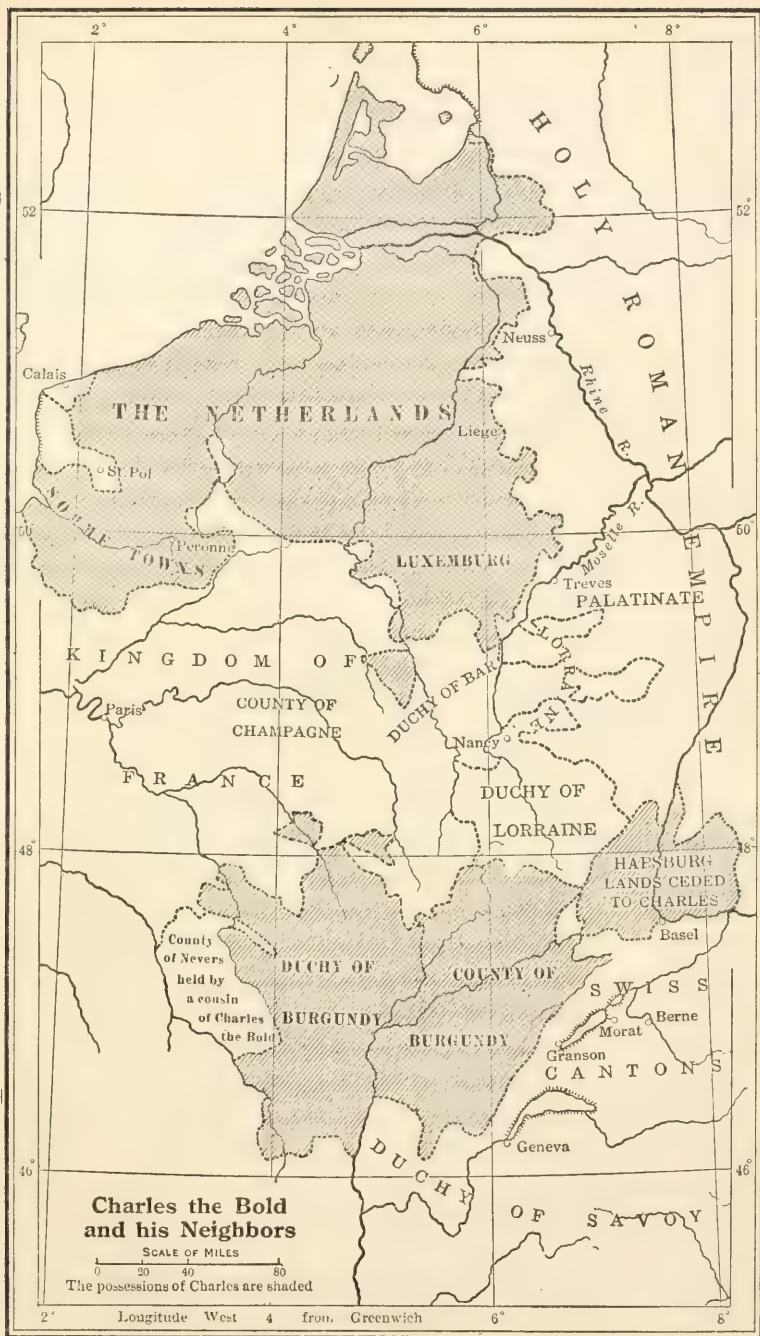 2° 4° 6° 8°
HOLY
52 52°
ROMAN
Neuss
Calais
Rhine R.
THE NETHERLANDS
Liege
St. Pol
SOMME TOWNS
50 50°
Peronne
Moselle R.
EMPIRE
LUXEMBURG
Treves
PALATINATE
LORRAINE
KINGDOM OF
DUCHY OF BAR
Paris
COUNTY OF
CHAMPAGNE
Nancy
FRANCE
DUCHY OF
LORRAINE
48° 48°
HAPSBURG
LANDS CEDED
TO CHARLES
Basel
County
of Nevers
held by
a cousin
of Charles
the Bold
DUCHY OF
BURGUNDY
COUNTY OF
BURGUNDY
SWISS
Morat
Berne
Granson
CANTONS
Geneva
46° 46°
DUCHY
OF SAVOY
Charles the Bold
and his Neighbors
SCALE OF MILES
0 20 40 80
The possessions of Charles are shaded
2° Longitude West 4 from Greenwich 6° 8°